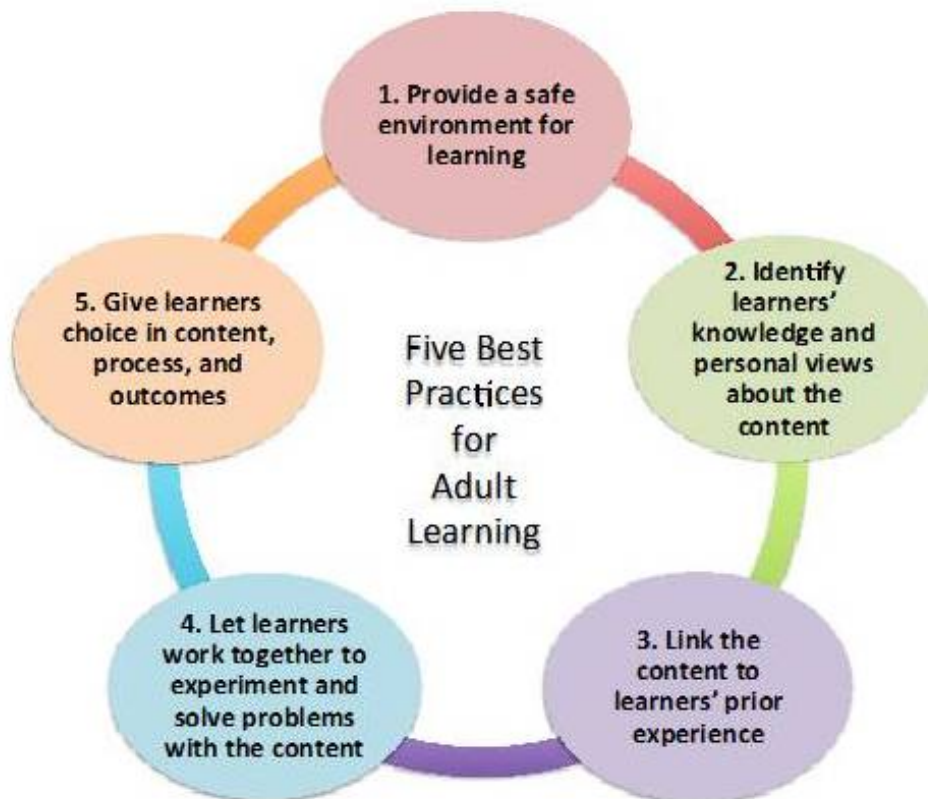 1. Provide a safe
environment for
learning
2. Identify
learners’
knowledge and
personal views
about the
content
3. Link the
content to
learners’ prior
experience
4. Let learners
work together to
experiment and
solve problems
with the content
5. Give learners
choice in content,
process, and
outcomes
Five Best
Practices
for
Adult
Learning